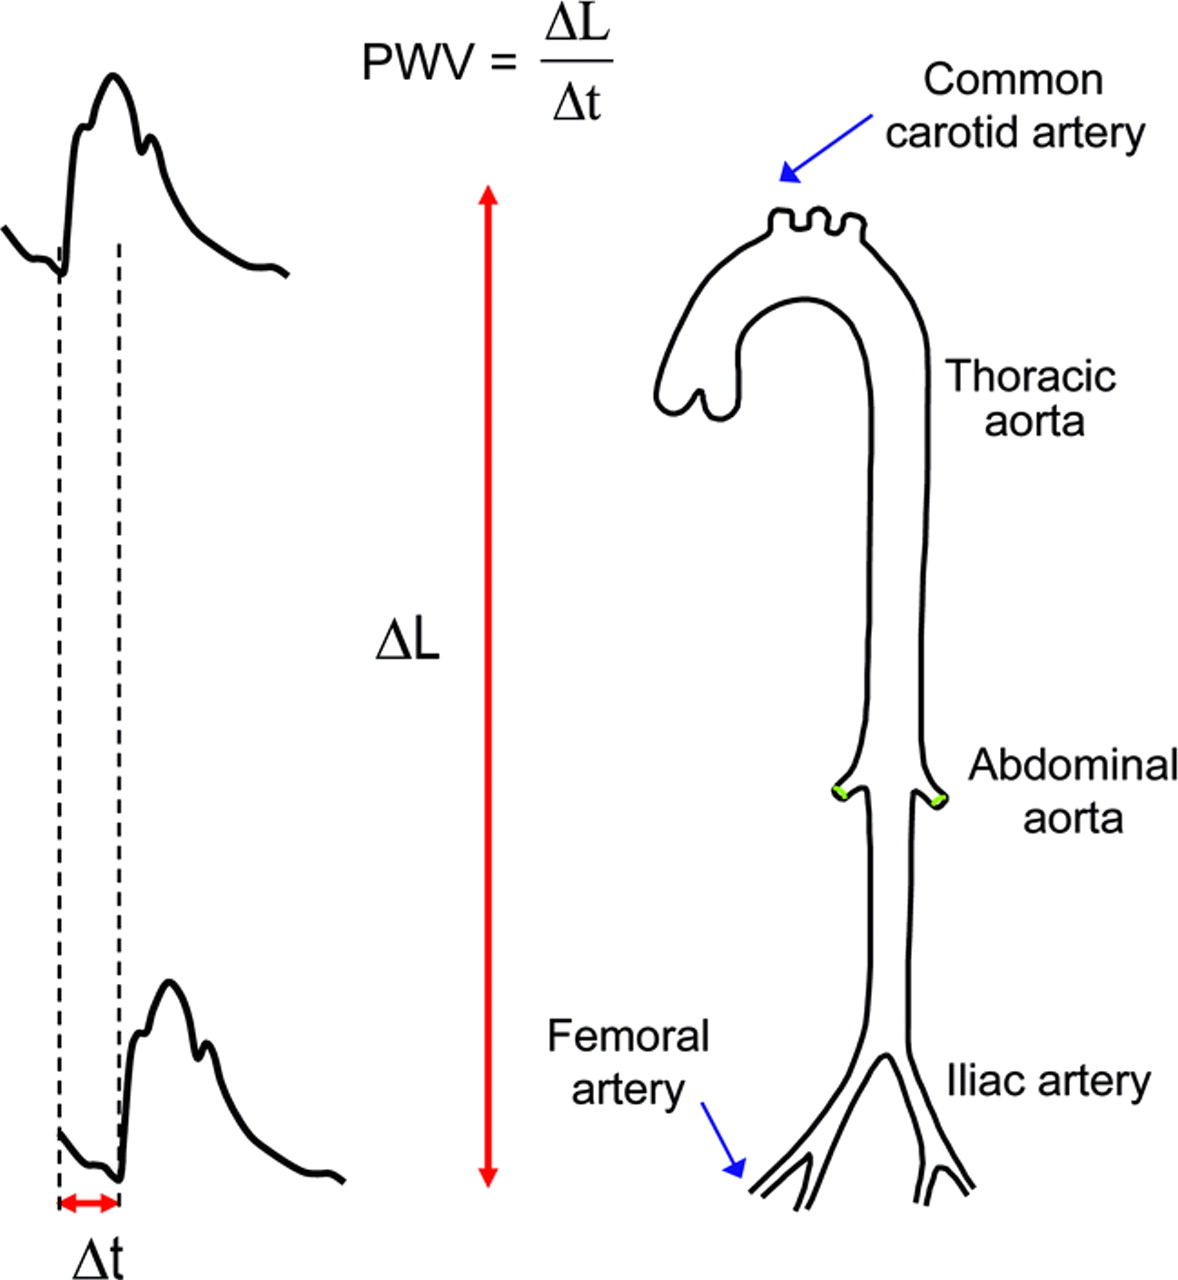 PWV = ΔL
Δt
Common
carotid artery
Thoracic
aorta
ΔL
Abdominal
aorta
Femoral
artery
Iliac artery
Δt